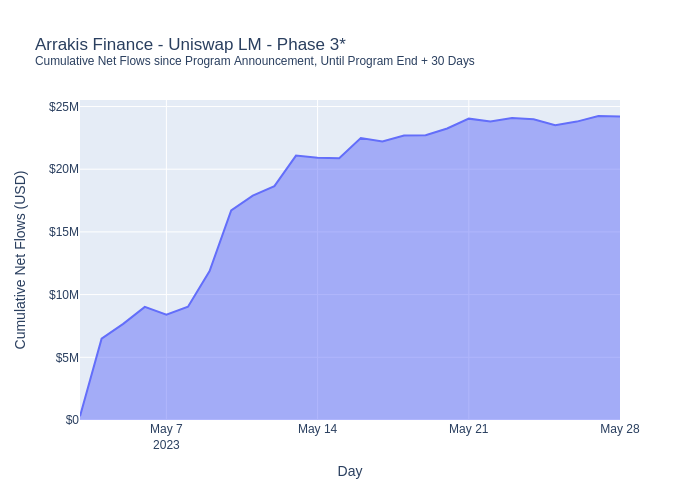 Arrakis Finance - Uniswap LM - Phase 3*
Cumulative Net Flows since Program Announcement, Until Program End + 30 Days
Cumulative Net Flows (USD)
$25M
$20M
$15M
$10M
$5M
$0
May 7
2023
May 14
May 21
May 28
Day